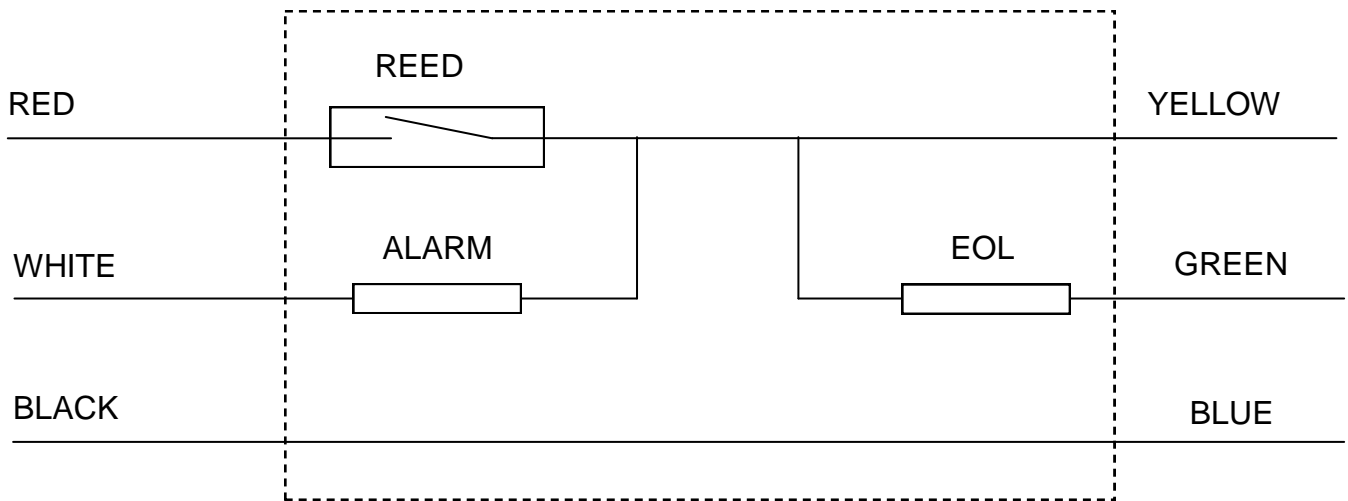 REED
RED
YELLOW
ALARM
EOL
WHITE
GREEN
BLACK
BLUE